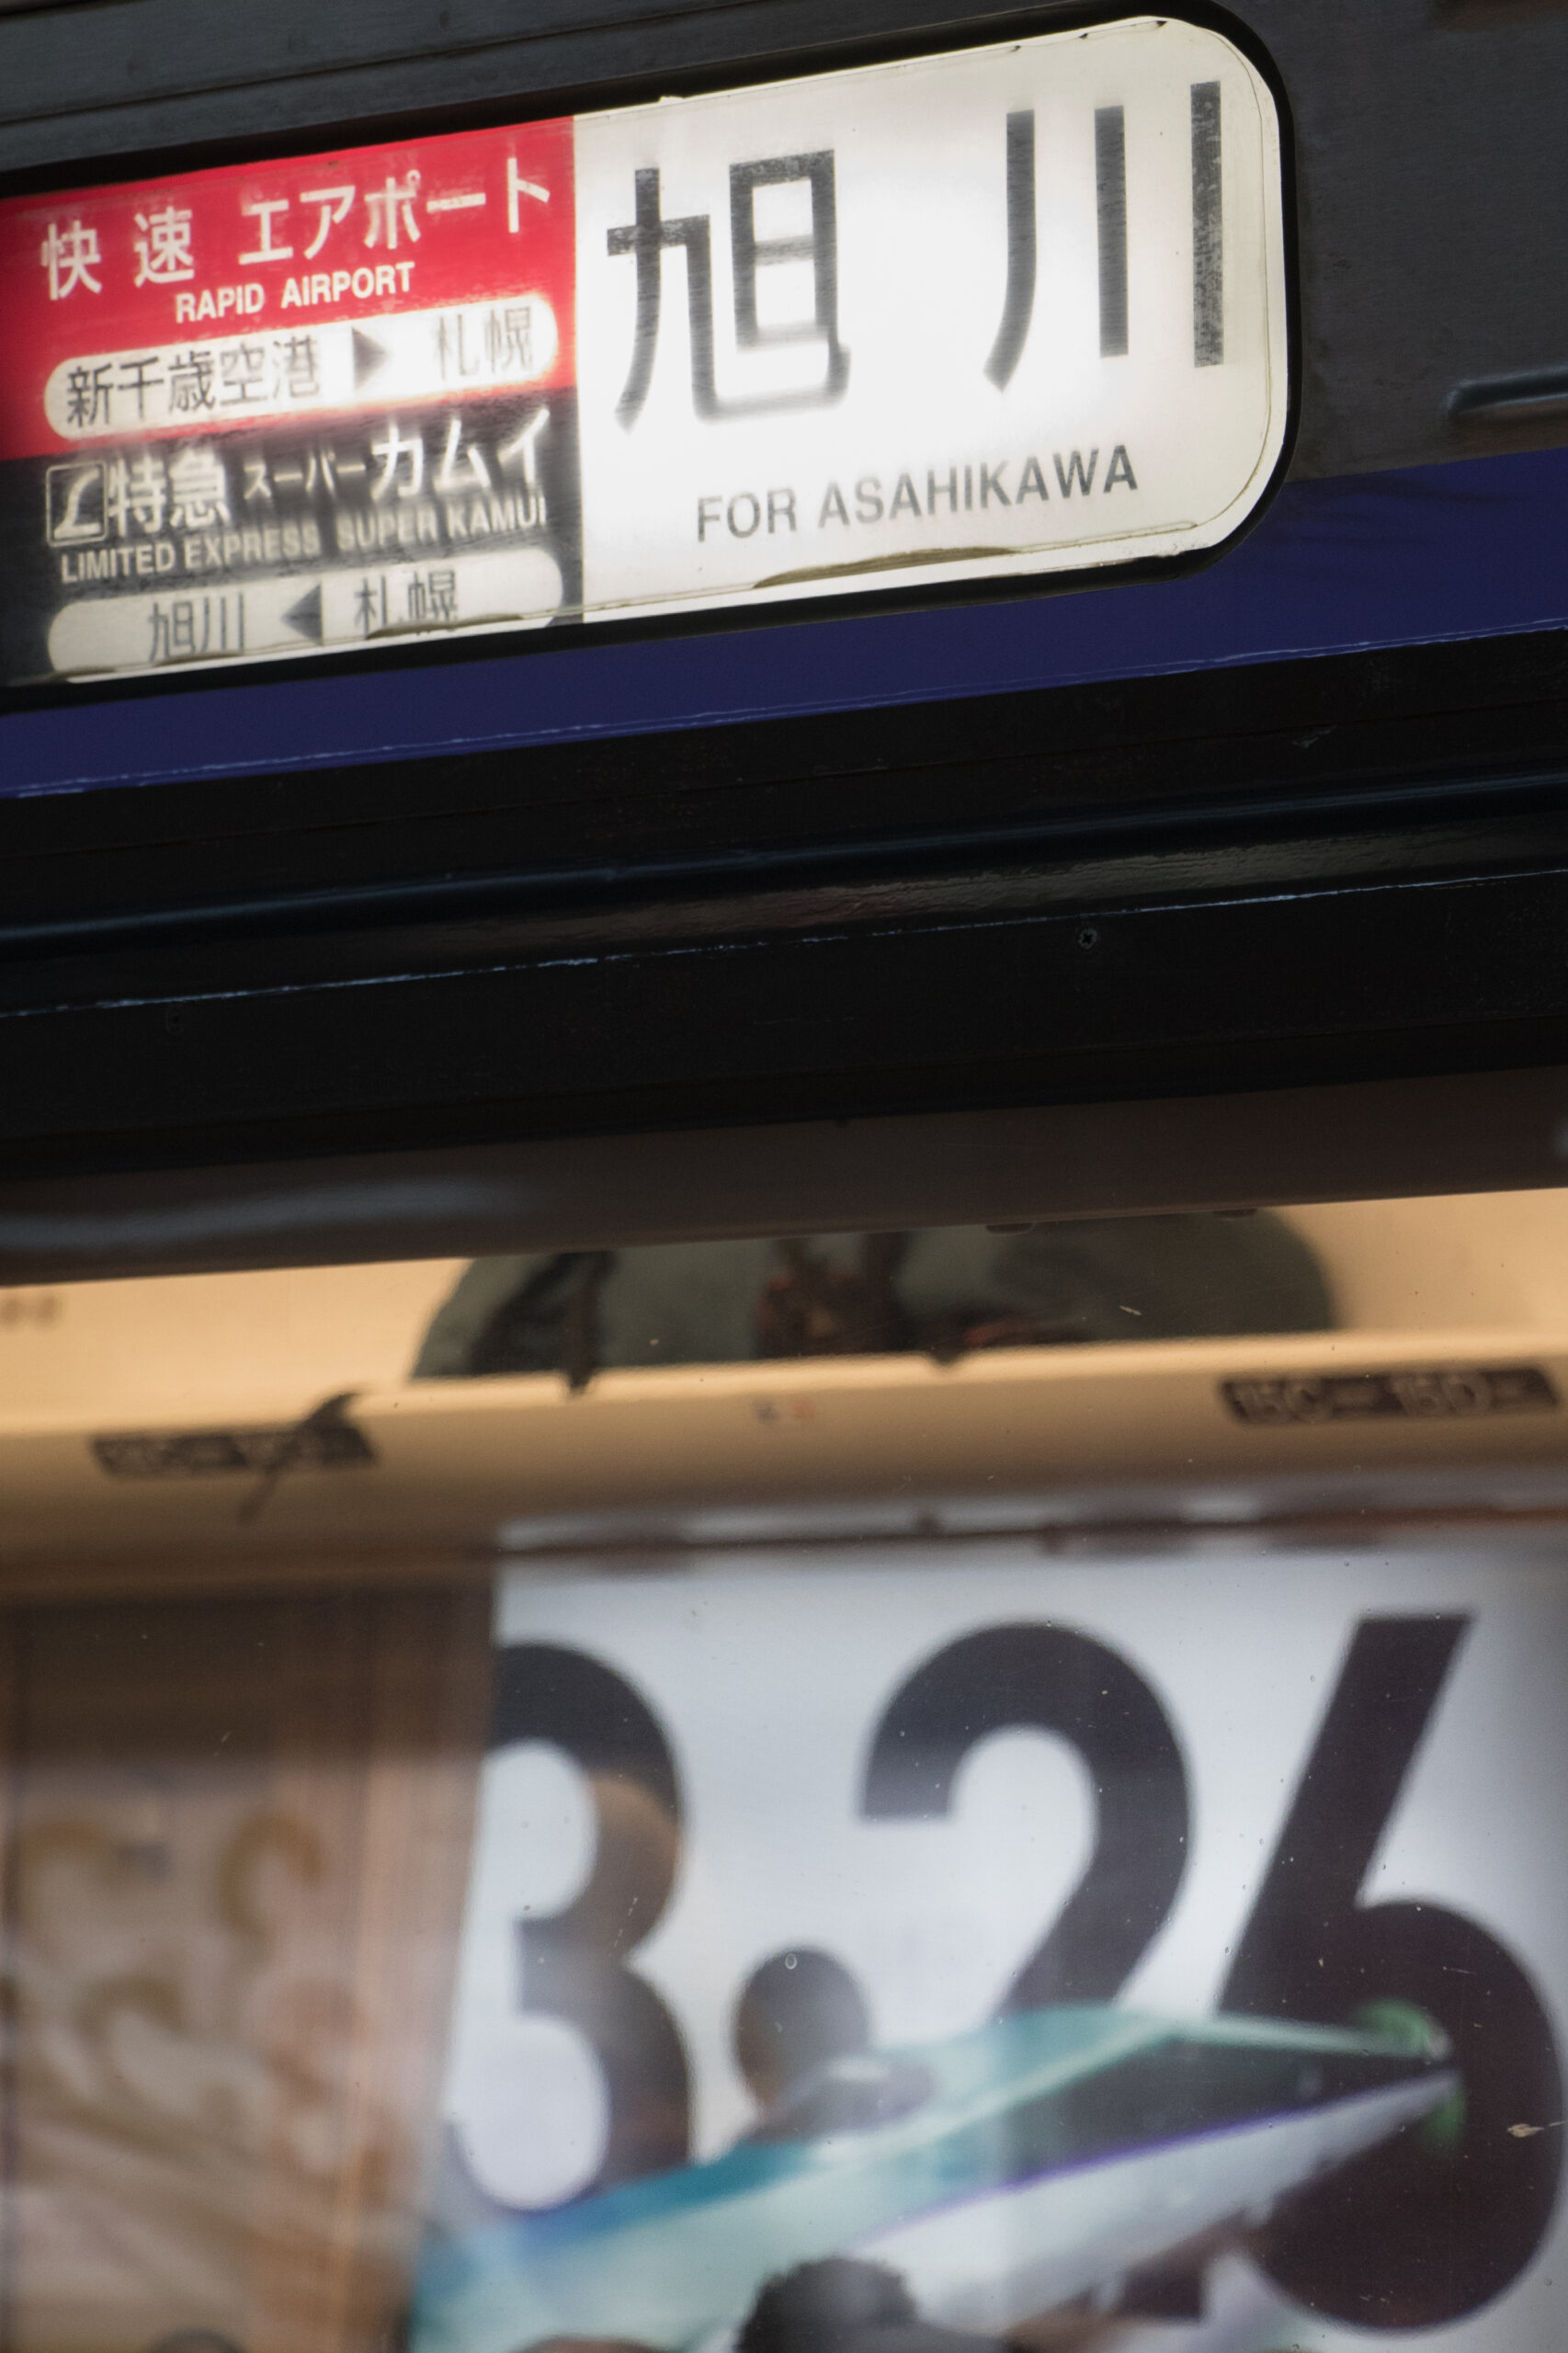 快速 エアポート
RAPID AIRPORT
新千歳空港 ▶ 札幌
L特急 スーパーカムイ
LIMITED EXPRESS SUPER KAMUI
旭川 ◀ 札幌
旭川
FOR ASAHIKAWA
3.26